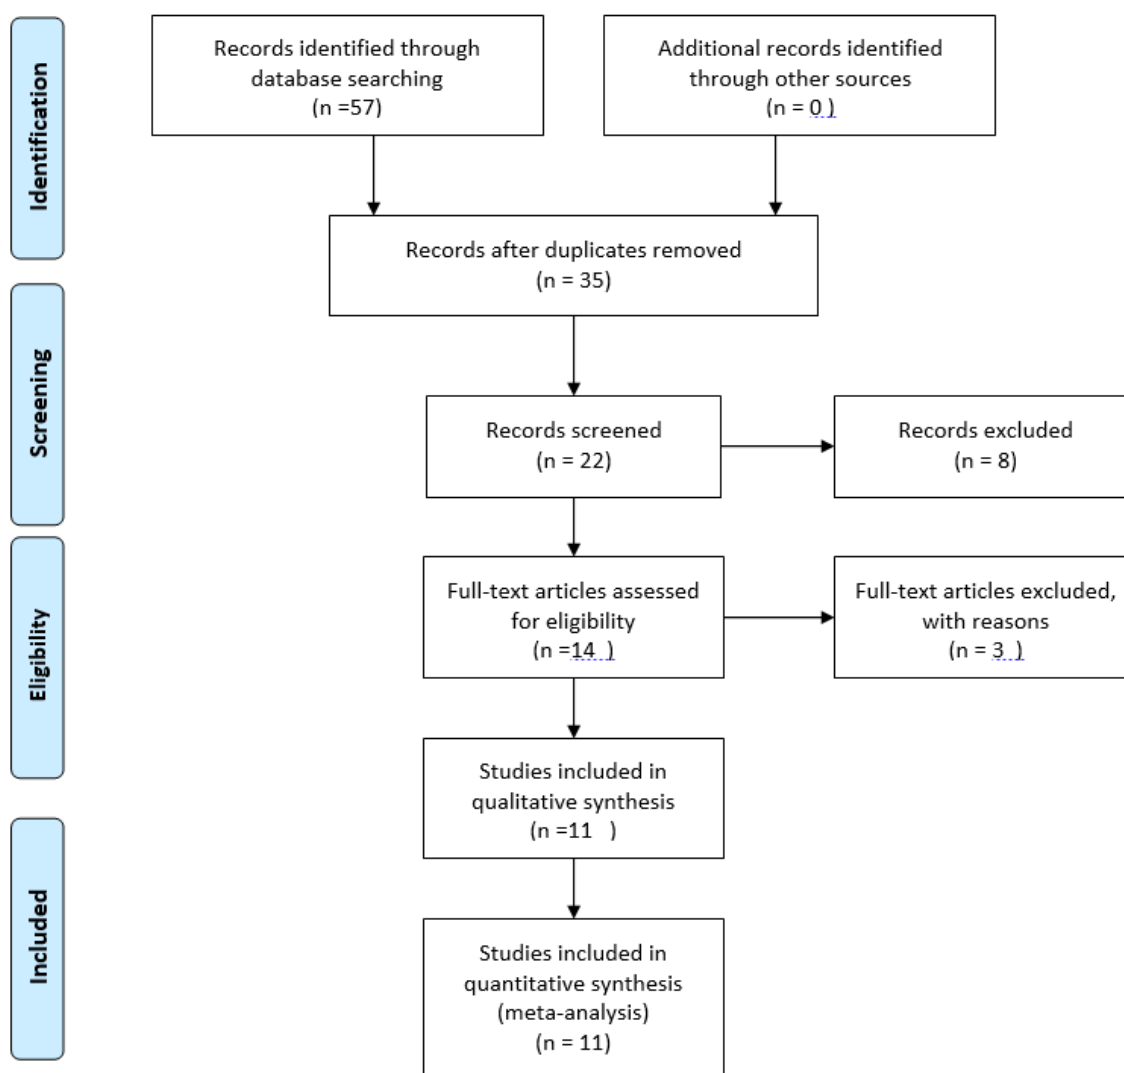 Identification
Records identified through
database searching
(n =57)
Additional records identified
through other sources
(n = 0 )
Records after duplicates removed
(n = 35)
Screening
Records screened
(n = 22)
Records excluded
(n = 8)
Eligibility
Full-text articles assessed
for eligibility
(n =14 )
Full-text articles excluded,
with reasons
(n = 3 )
Studies included in
qualitative synthesis
(n =11 )
Included
Studies included in
quantitative synthesis
(meta-analysis)
(n = 11)